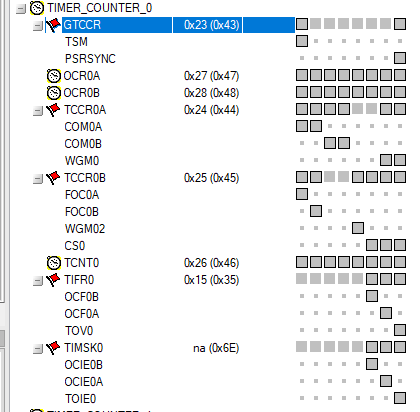 TIMER_COUNTER_0
GTCCR 0x23 (0x43)
TSM
PSRSYNC
OCR0A 0x27 (0x47)
OCR0B 0x28 (0x48)
TCCR0A 0x24 (0x44)
COM0A
COM0B
WGM0
TCCR0B 0x25 (0x45)
FOC0A
FOC0B
WGM02
CS0
TCNT0 0x26 (0x46)
TIFR0 0x15 (0x35)
OCF0B
OCF0A
TOV0
TIMSK0 na (0x6E)
OCIE0B
OCIE0A
TOIE0